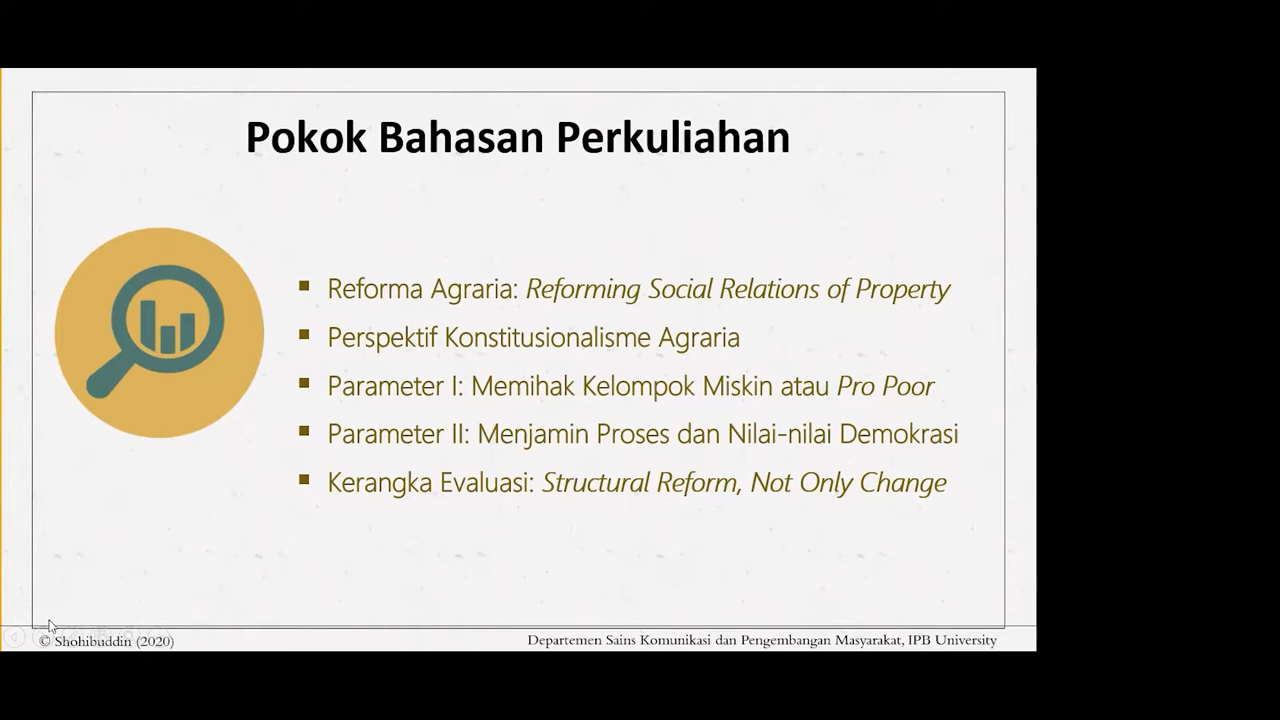 Pokok Bahasan Perkuliahan
Reforma Agraria: Reforming Social Relations of Property
Perspektif Konstitusionalisme Agraria
Parameter I: Memihak Kelompok Miskin atau Pro Poor
Parameter II: Menjamin Proses dan Nilai-nilai Demokrasi
Kerangka Evaluasi: Structural Reform, Not Only Change
© Shohibuddin (2020)
Departemen Sains Komunikasi dan Pengembangan Masyarakat, IPB University